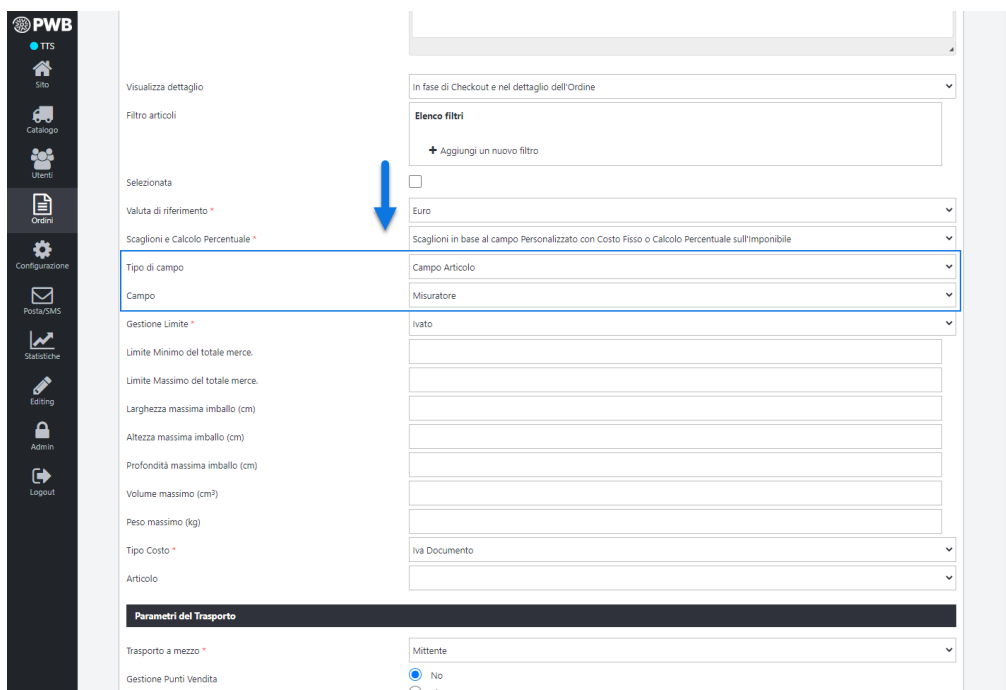 PWB
TTS
Sito
Catalogo
Utenti
Ordini
Configurazione
Posta/SMS
Statistiche
Editing
Admin
Logout
Visualizza dettaglio
In fase di Checkout e nel dettaglio dell'Ordine
Filtro articoli
Elenco filtri
+ Aggiungi un nuovo filtro
Selezionata
Valuta di riferimento *
Euro
Scaglioni e Calcolo Percentuale *
Scaglioni in base al campo Personalizzato con Costo Fisso o Calcolo Percentuale sull'Imponibile
Tipo di campo
Campo Articolo
Campo
Misuratore
Gestione Limite *
Ivato
Limite Minimo del totale merce.
Limite Massimo del totale merce.
Larghezza massima imballo (cm)
Altezza massima imballo (cm)
Profondità massima imballo (cm)
Volume massimo (cm³)
Peso massimo (kg)
Tipo Costo *
Iva Documento
Articolo
Parametri del Trasporto
Trasporto a mezzo *
Mittente
Gestione Punti Vendita
No